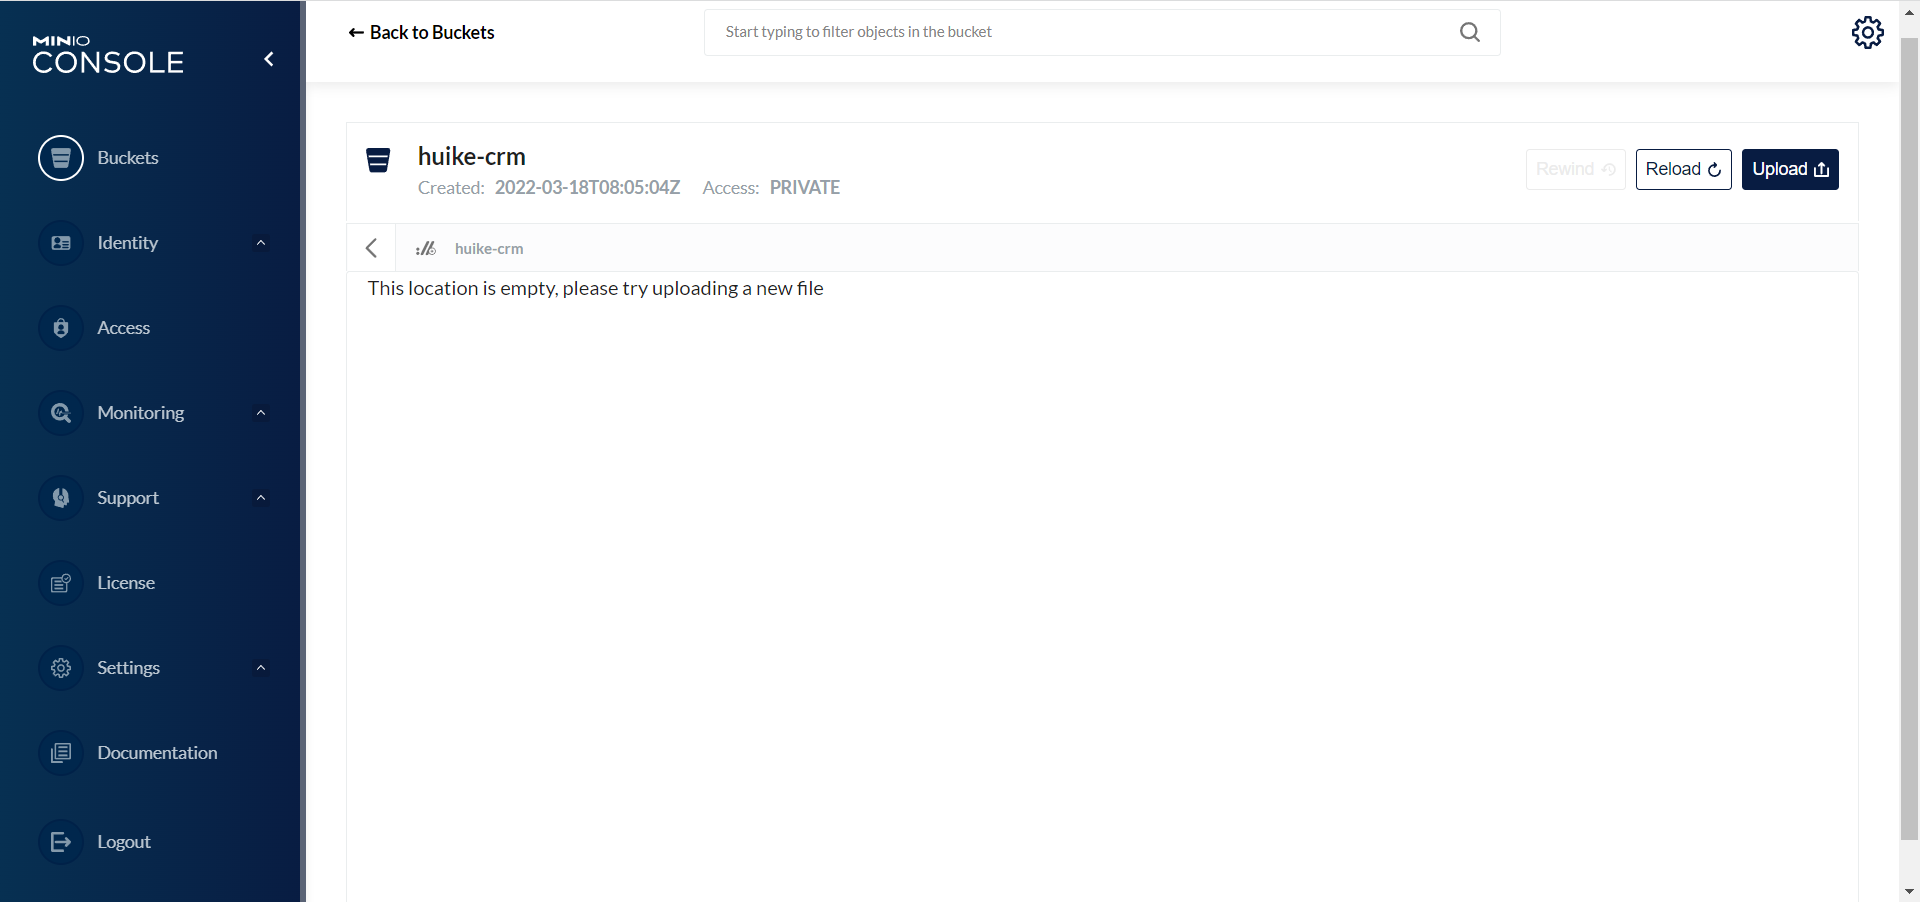 MINIO
CONSOLE
Buckets
Identity
Access
Monitoring
Support
License
Settings
Documentation
Logout
Back to Buckets
Start typing to filter objects in the bucket
huike-crm
Created: 2022-03-18T08:05:04Z Access: PRIVATE
Rewind
Reload
Upload
huike-crm
This location is empty, please try uploading a new file